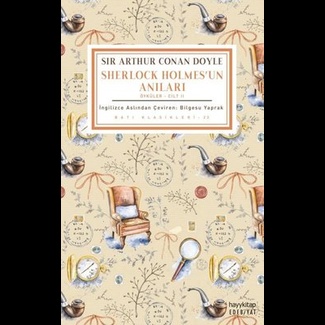 SIR ARTHUR CONAN DOYLE
SHERLOCK HOLMES'UN
ANILARI
ÖYKÜLER - CİLT II
İngilizce Aslından Çeviren: Bilgesu Yaprak
BATI KLASİKLERİ
hayykitap
EDEBİYAT